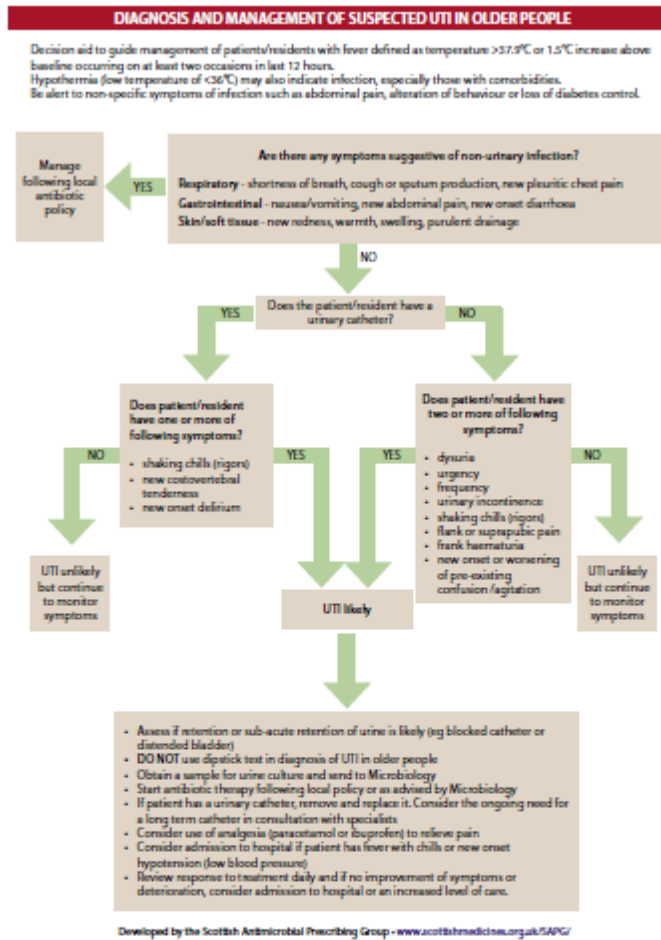 DIAGNOSIS AND MANAGEMENT OF SUSPECTED UTI IN OLDER PEOPLE
Decision aid to guide management of patients/residents with fever defined as temperature >37.9°C or 1.5°C increase above
baseline occurring on at least two occasions in last 12 hours.
Hypothermia (low temperature of <36°C) may also indicate infection, especially those with comorbidities.
Be alert to non-specific symptoms of infection such as abdominal pain, alteration of behaviour or loss of diabetes control.
Manage
following local
antibiotic
policy
YES
Are there any symptoms suggestive of non-urinary infection?
Respiratory - shortness of breath, cough or sputum production, new pleuritic chest pain
Gastrointestinal - nausea/vomiting, new abdominal pain, new onset diarrhoea
Skin/soft tissue - new redness, warmth, swelling, purulent drainage
NO
Does the patient/resident have a
urinary catheter?
YES
NO
Does patient/resident
have one or more of
following symptoms?
• shaking chills (rigors)
• new costovertebral
tenderness
• new onset delirium
NO
YES
Does patient/resident have
two or more of following
symptoms?
• dysuria
• urgency
• frequency
• urinary incontinence
• shaking chills (rigors)
• flank or suprapubic pain
• frank haematuria
• new onset or worsening
of pre-existing
confusion/agitation
YES
NO
UTI unlikely
but continue
to monitor
symptoms
UTI likely
UTI unlikely
but continue
to monitor
symptoms
• Assess if retention or sub-acute retention of urine is likely (eg blocked catheter or
distended bladder)
• DO NOT use dipstick test in diagnosis of UTI in older people
• Obtain a sample for urine culture and send to Microbiology
• Start antibiotic therapy following local policy or as advised by Microbiology
• If patient has a urinary catheter, remove and replace it. Consider the ongoing need for
a long term catheter in consultation with specialists
• Consider use of analgesia (paracetamol or ibuprofen) to relieve pain
• Consider admission to hospital if patient has fever with chills or new onset
hypotension (low blood pressure)
• Review response to treatment daily and if no improvement of symptoms or
deterioration, consider admission to hospital or an increased level of care.
Developed by the Scottish Antimicrobial Prescribing Group - www.scottishmedicines.org.uk/SAPG/